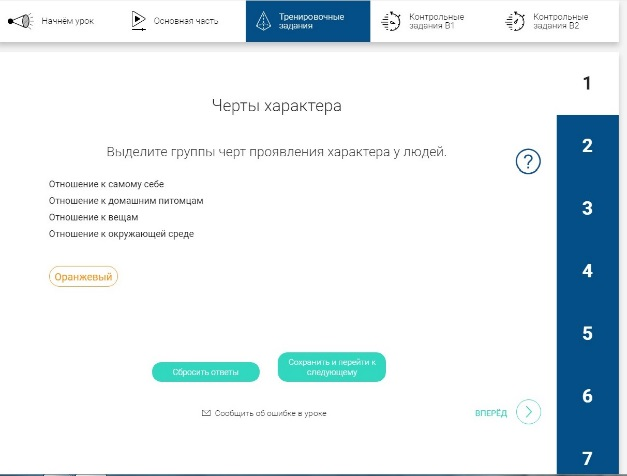 Начнём урок
Основная часть
Тренировочные
задания
Контрольные
задания В1
Контрольные
задания В2
1
Черты характера
2
Выделите группы черт проявления характера у людей.
?
Отношение к самому себе
Отношение к домашним питомцам
3
Отношение к вещам
Отношение к окружающей среде
4
Оранжевый
5
Сбросить ответы
Сохранить и перейти к
следующему
6
Сообщить об ошибке в уроке
ВПЕРЁД
7